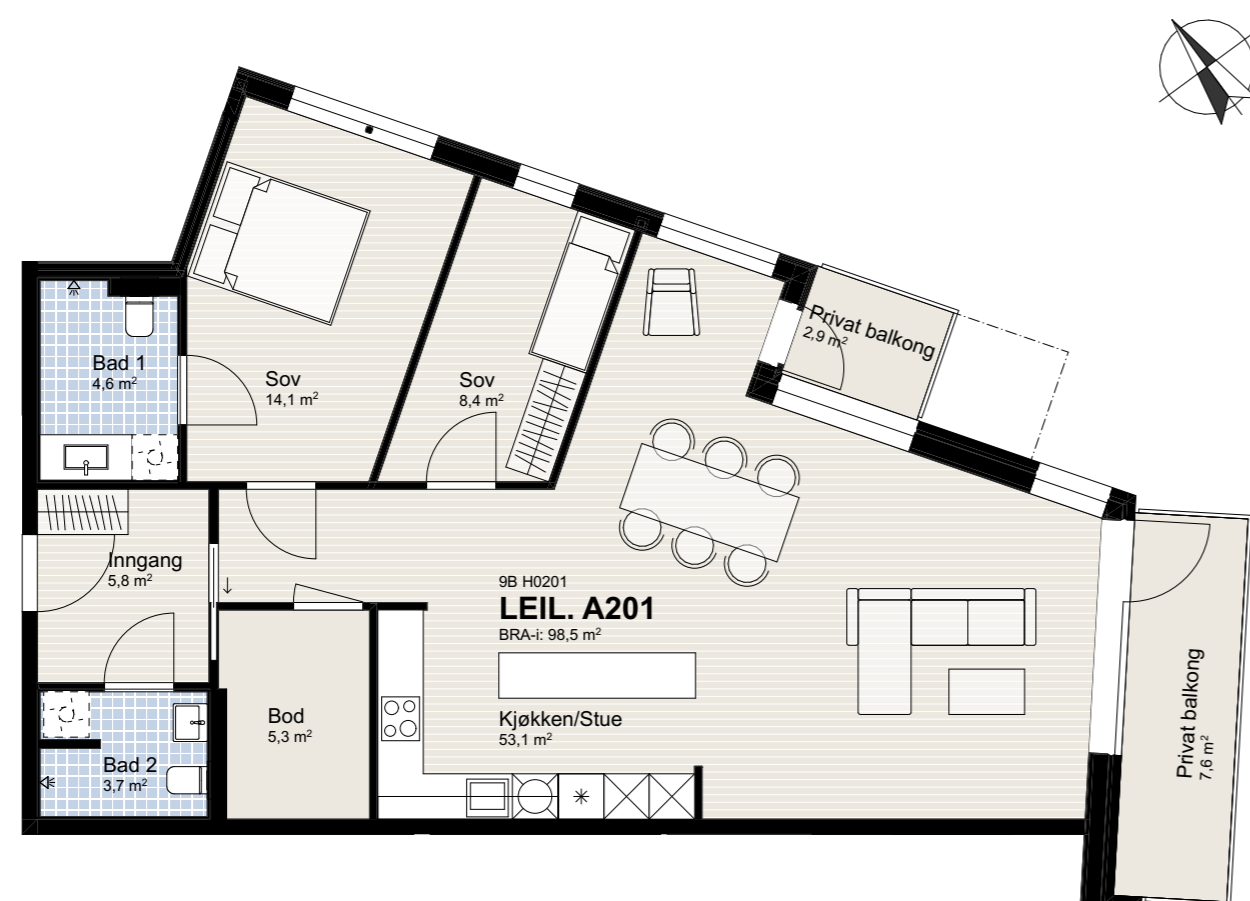 Bad 1
4,6 m²
Sov
14,1 m²
Sov
8,4 m²
Privat balkong
2,9 m²
Inngang
5,8 m²
9B H0201
LEIL. A201
BRA-i: 98,5 m²
Kjøkken/Stue
53,1 m²
Bod
5,3 m²
Bad 2
3,7 m²
Privat balkong
7,6 m²